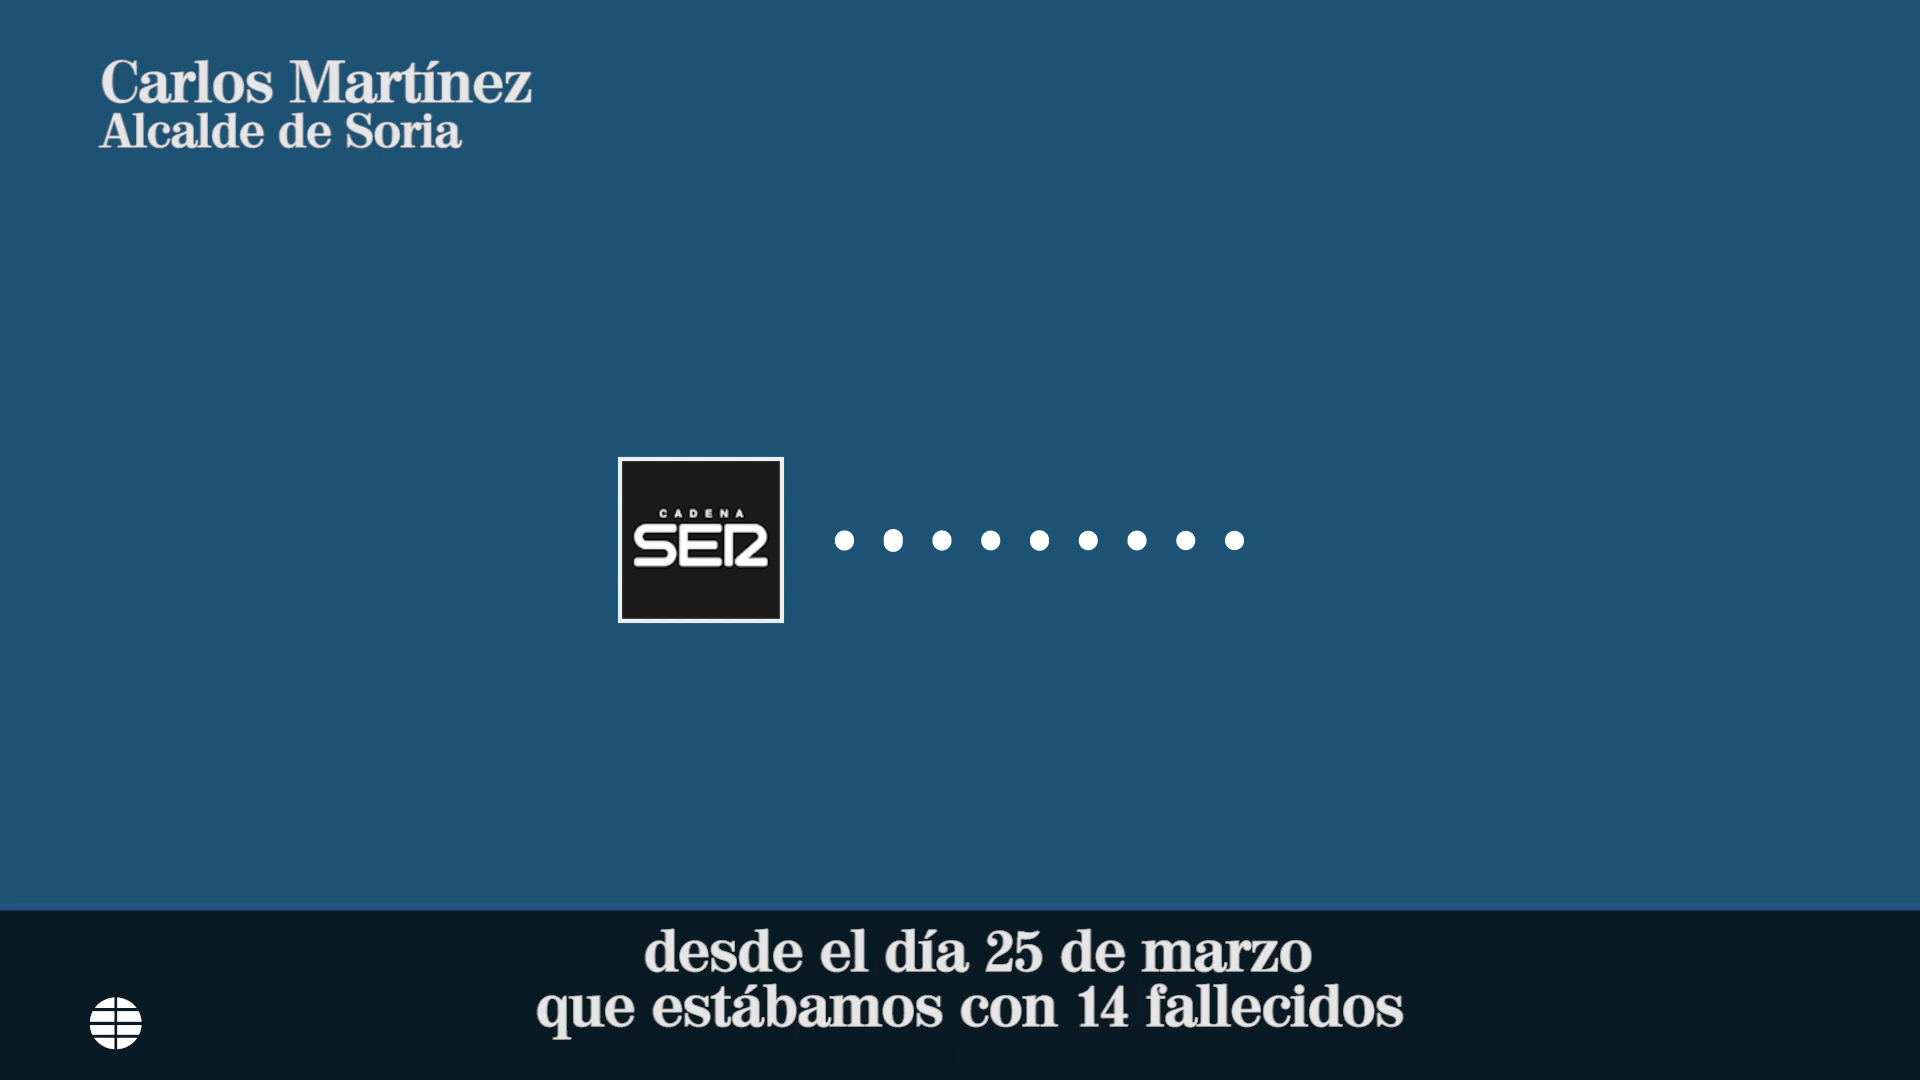 Carlos Martínez
Alcalde de Soria
CADENA
SER
desde el día 25 de marzo
que estábamos con 14 fallecidos